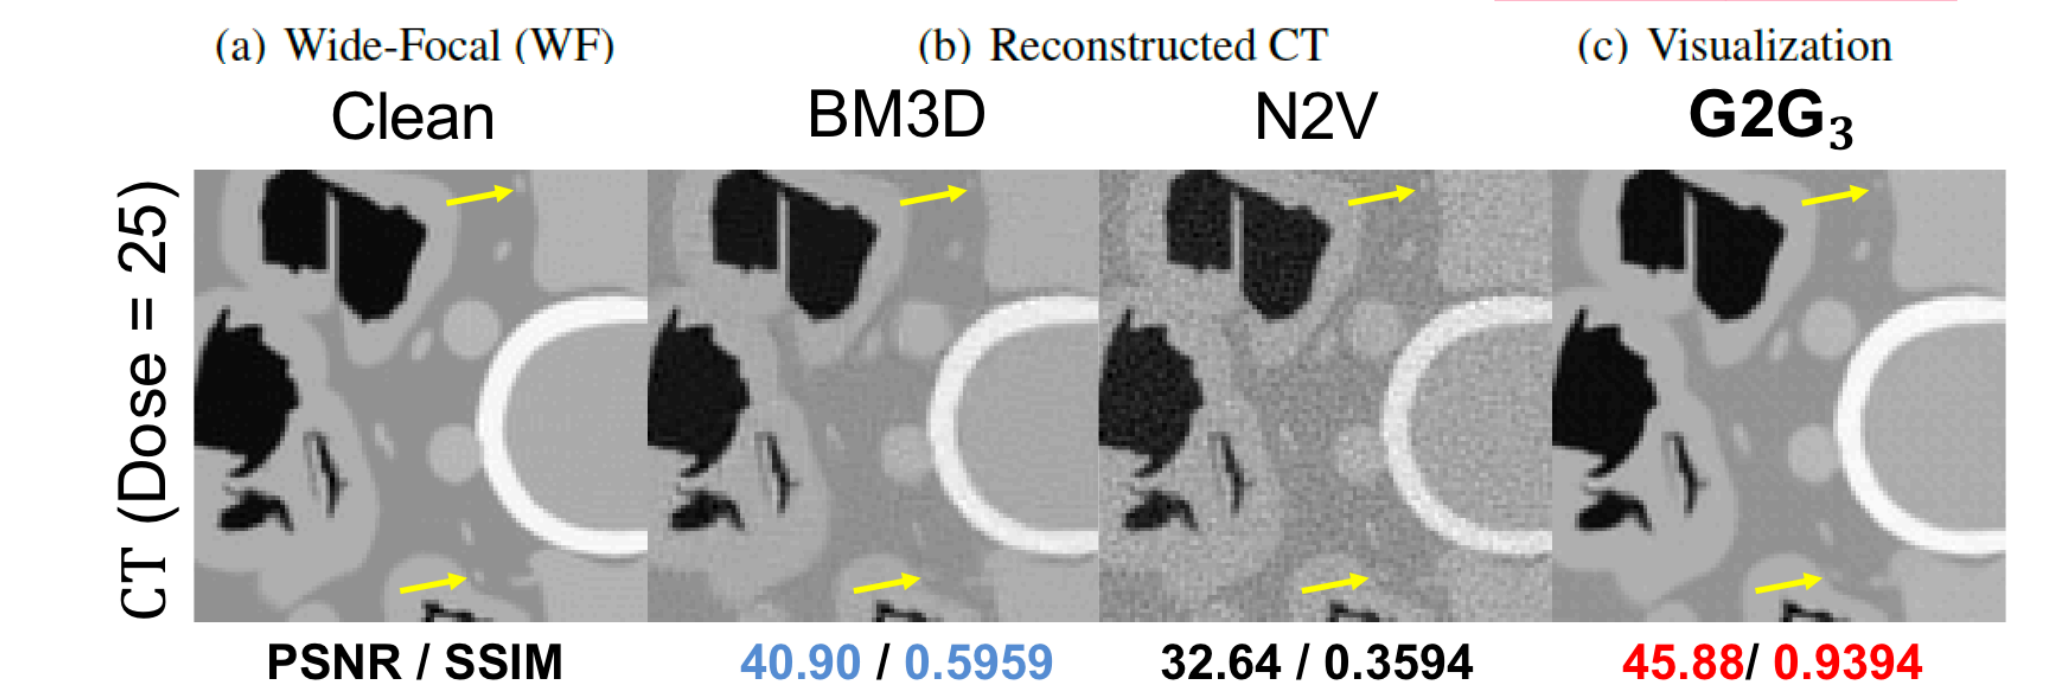 (a) Wide-Focal (WF) (b) Reconstructed CT (c) Visualization
Clean BM3D N2V G2G₃
CT (Dose = 25)
PSNR / SSIM 40.90 / 0.5959 32.64 / 0.3594 45.88/ 0.9394